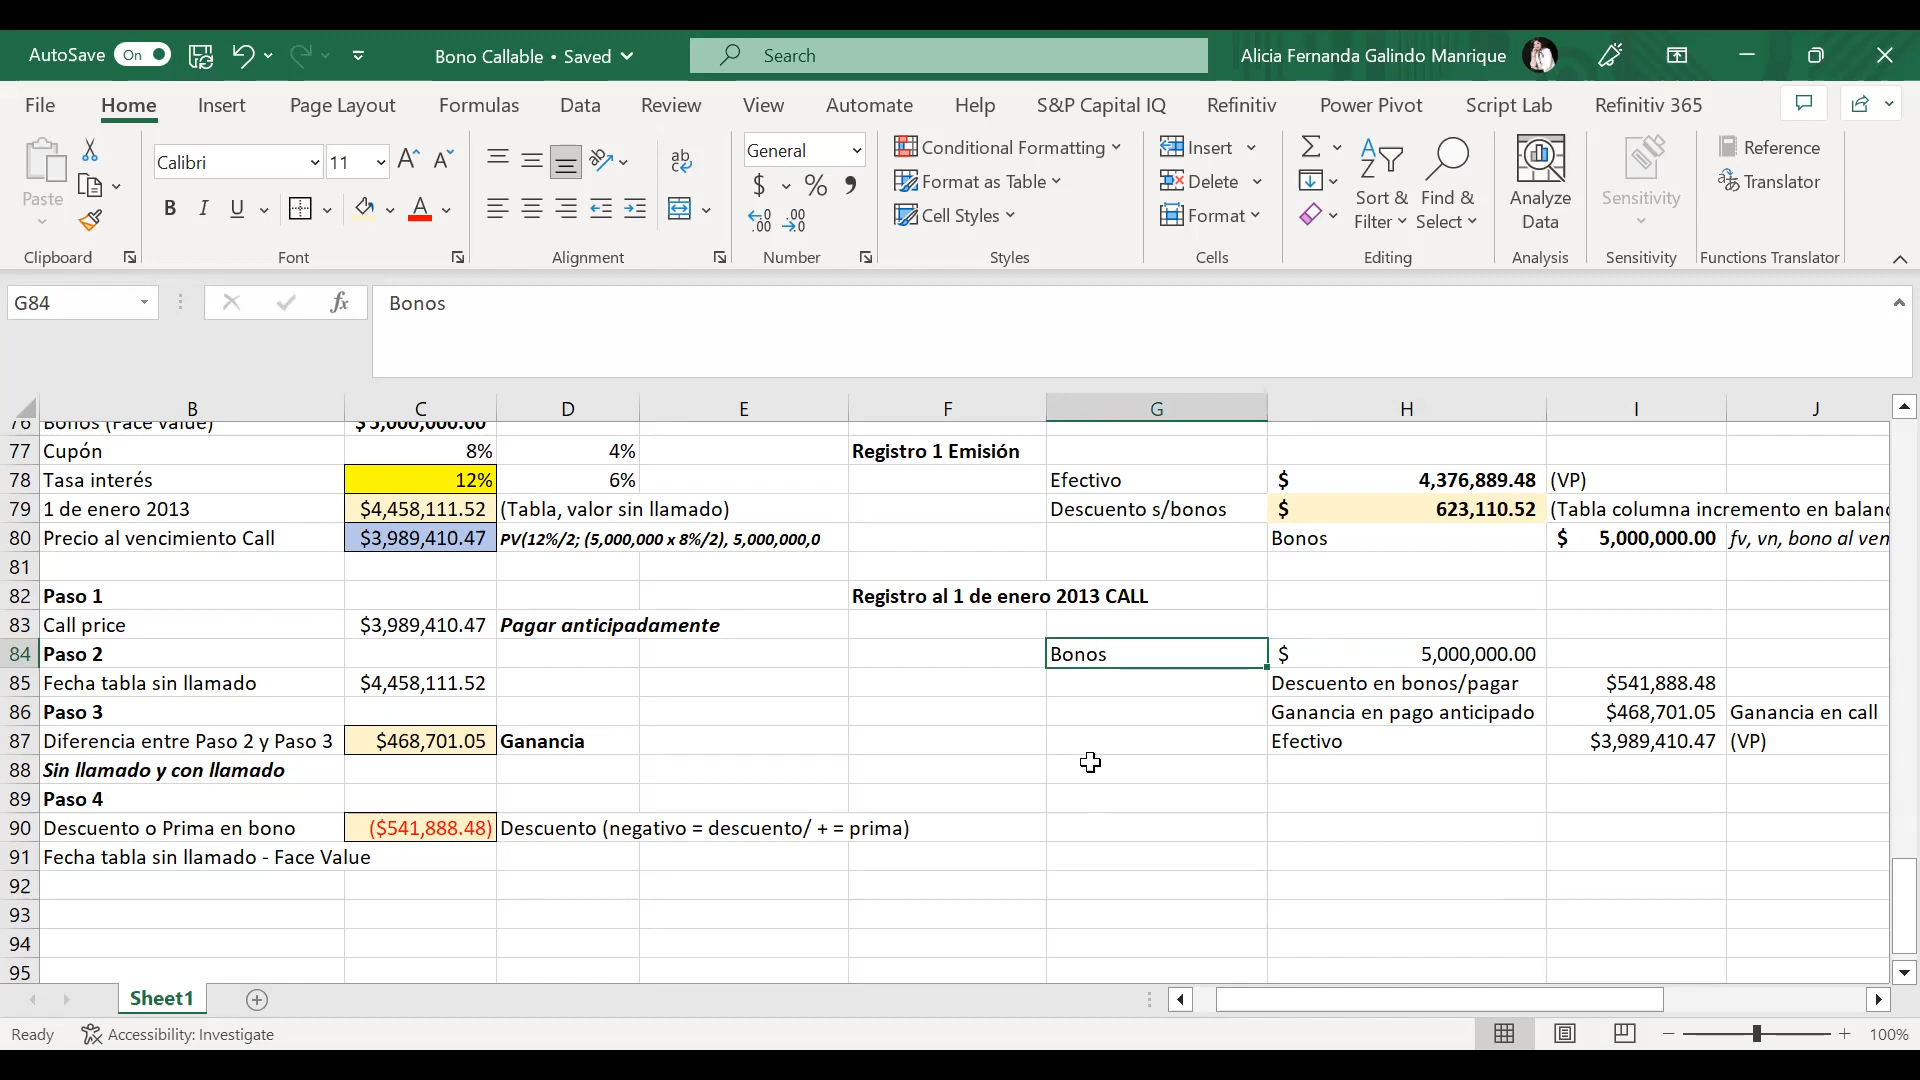 AutoSave On Bono Callable • Saved Search Alicia Fernanda Galindo Manrique
File Home Insert Page Layout Formulas Data Review View Automate Help S&P Capital IQ Refinitiv Power Pivot Script Lab Refinitiv 365
Paste
Calibri 11
General
Conditional Formatting
Format as Table
Cell Styles
Insert
Delete
Format
Sort & Filter
Find & Select
Analyze Data
Sensitivity
Reference
Translator
Clipboard Font Alignment Number Styles Cells Editing Analysis Sensitivity Functions Translator
G84 fx Bonos
B C D E F G H I J
76 Bonos (Face value) $5,000,000.00
77 Cupón 8% 4% Registro 1 Emisión
78 Tasa interés 12% 6% Efectivo $ 4,376,889.48 (VP)
79 1 de enero 2013 $4,458,111.52 (Tabla, valor sin llamado) Descuento s/bonos $ 623,110.52 (Tabla columna incremento en balanc
80 Precio al vencimiento Call $3,989,410.47 PV(12%/2; (5,000,000 x 8%/2), 5,000,000,0 Bonos $ 5,000,000.00 fv, vn, bono al ven
81
82 Paso 1 Registro al 1 de enero 2013 CALL
83 Call price $3,989,410.47 Pagar anticipadamente
84 Paso 2 Bonos $ 5,000,000.00
85 Fecha tabla sin llamado $4,458,111.52 Descuento en bonos/pagar $541,888.48
86 Paso 3 Ganancia en pago anticipado $468,701.05 Ganancia en call
87 Diferencia entre Paso 2 y Paso 3 $468,701.05 Ganancia Efectivo $3,989,410.47 (VP)
88 Sin llamado y con llamado
89 Paso 4
90 Descuento o Prima en bono ($541,888.48) Descuento (negativo = descuento/ + = prima)
91 Fecha tabla sin llamado - Face Value
92
93
94
95
Sheet1
Ready Accessibility: Investigate 100%